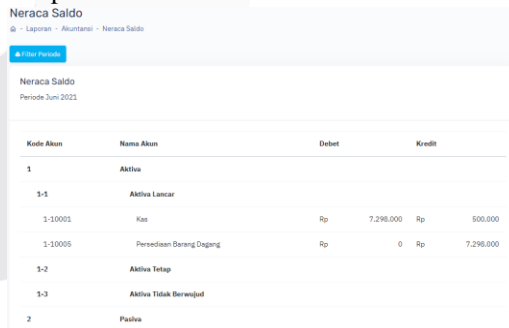 Neraca Saldo
- Laporan - Akuntansi - Neraca Saldo
Filter Periode
Neraca Saldo
Periode Juni 2021
Kode Akun Nama Akun Debet Kredit
1 Aktiva
1-1 Aktiva Lancar
1-10001 Kas Rp 7.298.000 Rp 500.000
1-10005 Persediaan Barang Dagang Rp 0 Rp 7.298.000
1-2 Aktiva Tetap
1-3 Aktiva Tidak Berwujud
2 Pasiva